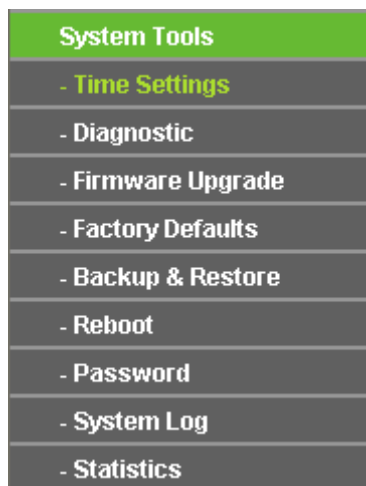 System Tools
- Time Settings
- Diagnostic
- Firmware Upgrade
- Factory Defaults
- Backup & Restore
- Reboot
- Password
- System Log
- Statistics